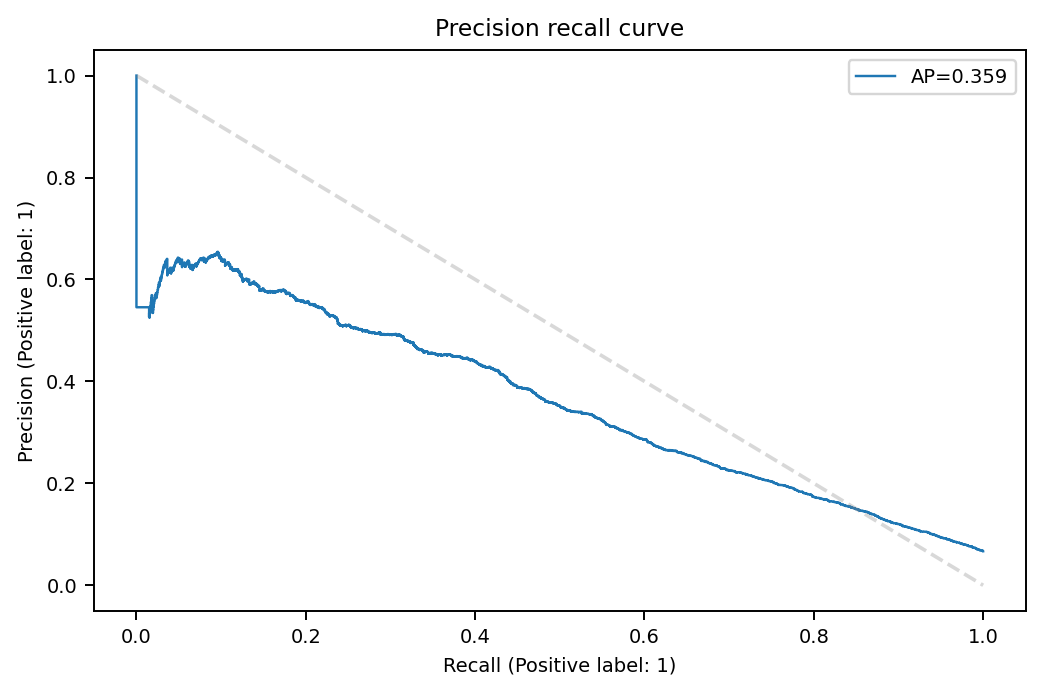 Precision recall curve
AP=0.359
Precision (Positive label: 1)
1.0
0.8
0.6
0.4
0.2
0.0
0.0 0.2 0.4 0.6 0.8 1.0
Recall (Positive label: 1)